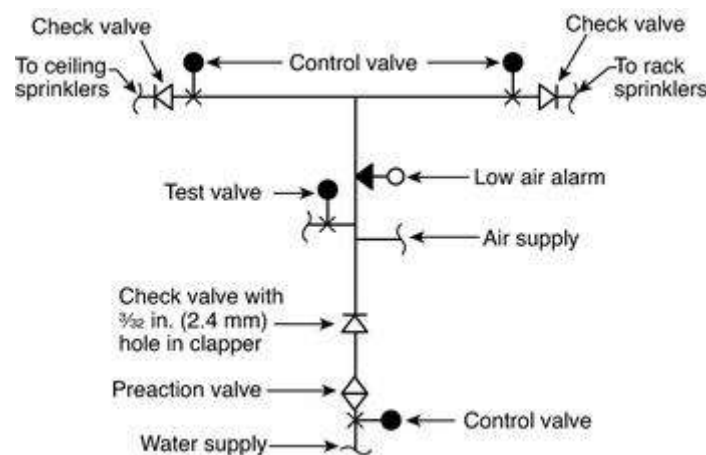 Check valve
Check valve
To ceiling
sprinklers
Control valve
To rack
sprinklers
Test valve
Low air alarm
Air supply
Check valve with
3⁄32 in. (2.4 mm)
hole in clapper
Preaction valve
Control valve
Water supply